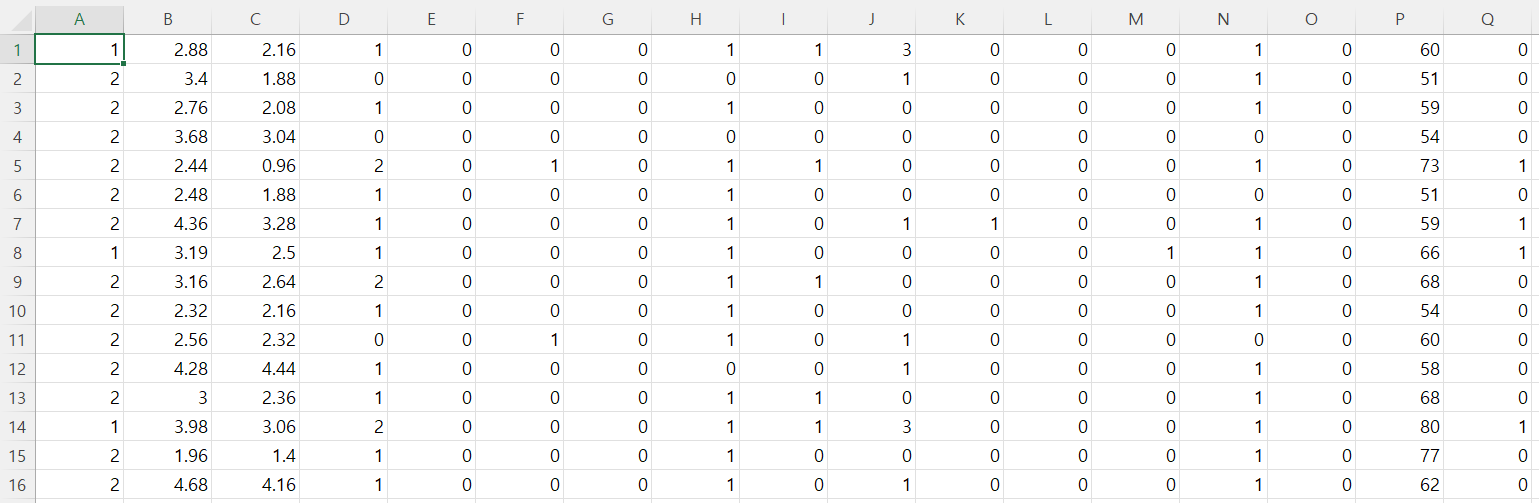 A B C D E F G H I J K L M N O P Q
1 1 2.88 2.16 1 0 0 0 1 1 3 0 0 0 1 0 60 0
2 2 3.4 1.88 0 0 0 0 0 0 1 0 0 0 1 0 51 0
3 2 2.76 2.08 1 0 0 0 1 0 0 0 0 0 1 0 59 0
4 2 3.68 3.04 0 0 0 0 0 0 0 0 0 0 0 0 54 0
5 2 2.44 0.96 2 0 1 0 1 1 0 0 0 0 1 0 73 1
6 2 2.48 1.88 1 0 0 0 1 0 0 0 0 0 0 0 51 0
7 2 4.36 3.28 1 0 0 0 1 0 1 1 0 0 1 0 59 1
8 1 3.19 2.5 1 0 0 0 1 0 0 0 0 1 1 0 66 1
9 2 3.16 2.64 2 0 0 0 1 1 0 0 0 0 1 0 68 0
10 2 2.32 2.16 1 0 0 0 1 0 0 0 0 0 1 0 54 0
11 2 2.56 2.32 0 0 1 0 1 0 1 0 0 0 0 0 60 0
12 2 4.28 4.44 1 0 0 0 0 0 1 0 0 0 1 0 58 0
13 2 3 2.36 1 0 0 0 1 1 0 0 0 0 1 0 68 0
14 1 3.98 3.06 2 0 0 0 1 1 3 0 0 0 1 0 80 1
15 2 1.96 1.4 1 0 0 0 1 0 0 0 0 0 1 0 77 0
16 2 4.68 4.16 1 0 0 0 1 0 1 0 0 0 1 0 62 0